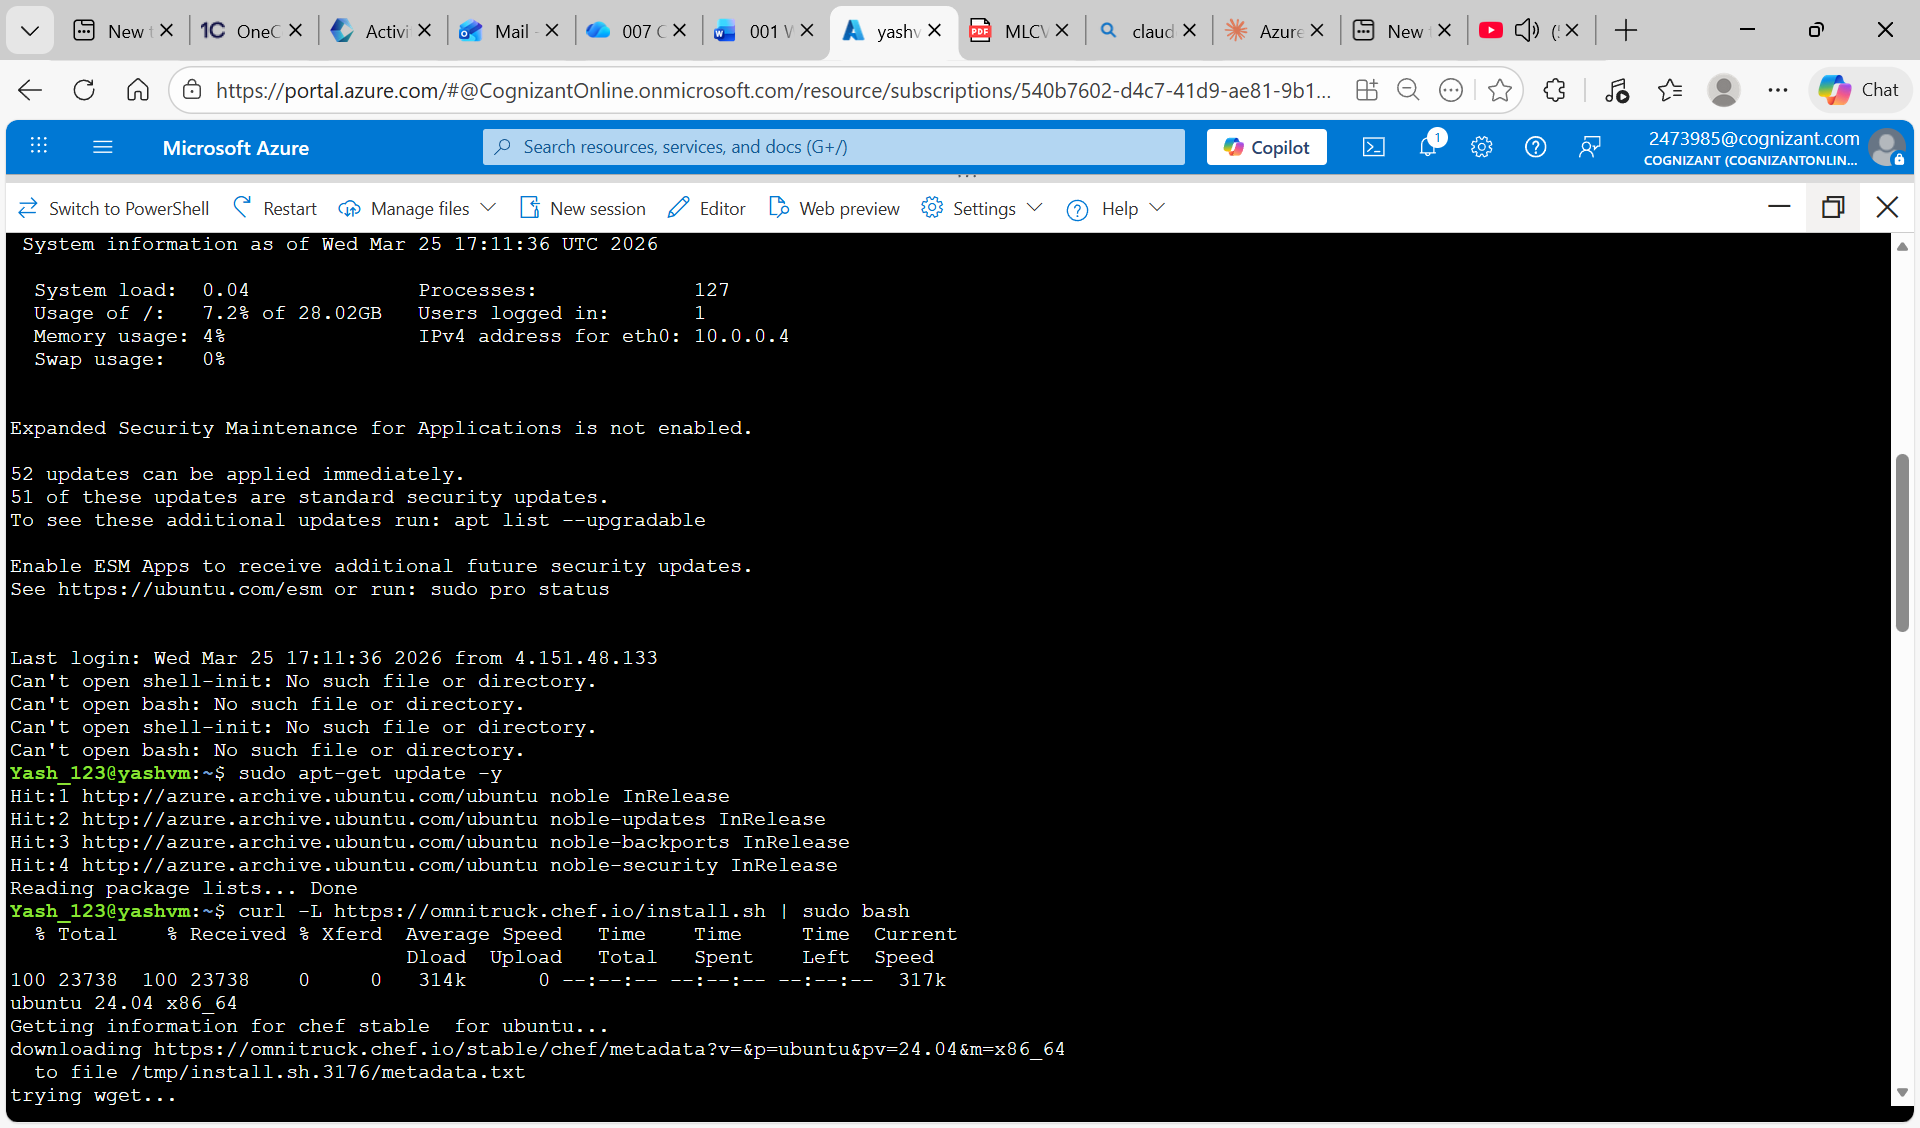 New
OneC
Activi
Mail -
007 C
001 W
yashv
MLCV
claud
Azure
New
https://portal.azure.com/#@CognizantOnline.onmicrosoft.com/resource/subscriptions/540b7602-d4c7-41d9-ae81-9b1...
Chat
Microsoft Azure
Search resources, services, and docs (G+/)
Copilot
1
2473985@cognizant.com
COGNIZANT (COGNIZANTONLIN...
Switch to PowerShell
Restart
Manage files
New session
Editor
Web preview
Settings
Help
System information as of Wed Mar 25 17:11:36 UTC 2026
System load: 0.04 Processes: 127
Usage of /: 7.2% of 28.02GB Users logged in: 1
Memory usage: 4% IPv4 address for eth0: 10.0.0.4
Swap usage: 0%
Expanded Security Maintenance for Applications is not enabled.
52 updates can be applied immediately.
51 of these updates are standard security updates.
To see these additional updates run: apt list --upgradable
Enable ESM Apps to receive additional future security updates.
See https://ubuntu.com/esm or run: sudo pro status
Last login: Wed Mar 25 17:11:36 2026 from 4.151.48.133
Can't open shell-init: No such file or directory.
Can't open bash: No such file or directory.
Can't open shell-init: No such file or directory.
Can't open bash: No such file or directory.
Yash_123@yashvm:~$ sudo apt-get update -y
Hit:1 http://azure.archive.ubuntu.com/ubuntu noble InRelease
Hit:2 http://azure.archive.ubuntu.com/ubuntu noble-updates InRelease
Hit:3 http://azure.archive.ubuntu.com/ubuntu noble-backports InRelease
Hit:4 http://azure.archive.ubuntu.com/ubuntu noble-security InRelease
Reading package lists... Done
Yash_123@yashvm:~$ curl -L https://omnitruck.chef.io/install.sh | sudo bash
% Total % Received % Xferd Average Speed Time Time Time Current
Dload Upload Total Spent Left Speed
100 23738 100 23738 0 0 314k 0 --:--:-- --:--:-- --:--:-- 317k
ubuntu 24.04 x86_64
Getting information for chef stable for ubuntu...
downloading https://omnitruck.chef.io/stable/chef/metadata?v=&p=ubuntu&pv=24.04&m=x86_64
to file /tmp/install.sh.3176/metadata.txt
trying wget...